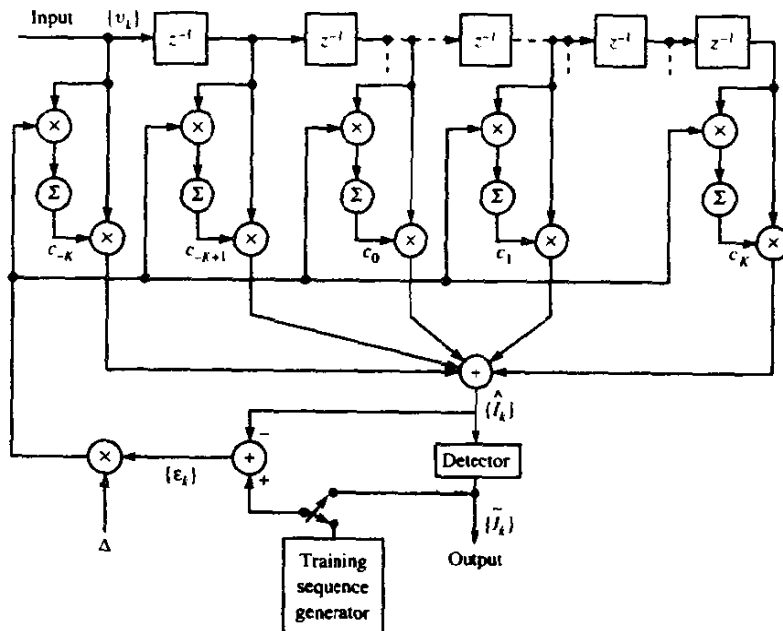 Input {v_k} z^{-1} z^{-1} z^{-1} z^{-1} z^{-1}
× × × × ×
Σ Σ Σ Σ Σ
× × × × ×
c_{-K} c_{-K+1} c_0 c_1 c_K
+
{Î_k}
−
× {ε_k} + Detector
+
{Ĩ_k}
Δ
Output
Training
sequence
generator